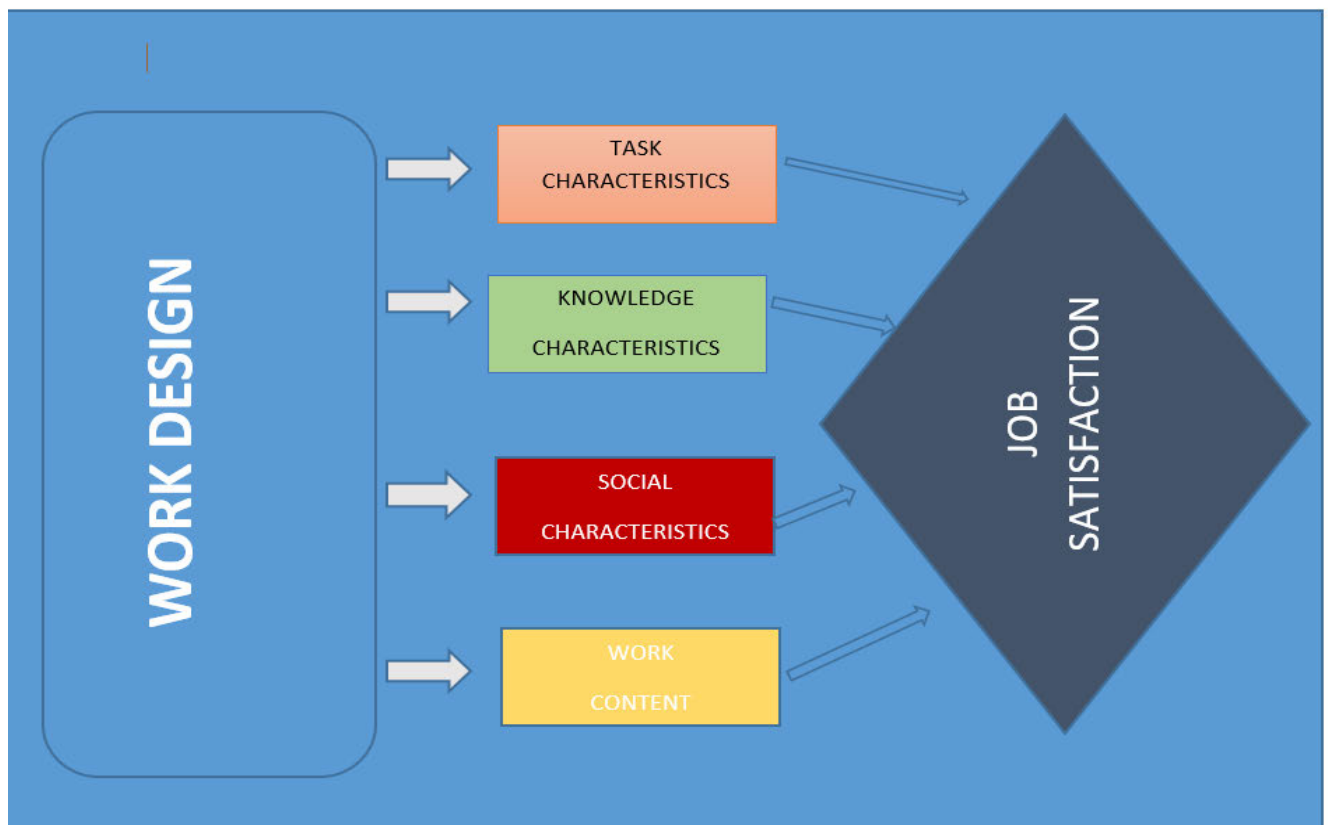 WORK DESIGN
TASK
CHARACTERISTICS
KNOWLEDGE
CHARACTERISTICS
SOCIAL
CHARACTERISTICS
WORK
CONTENT
JOB
SATISFACTION